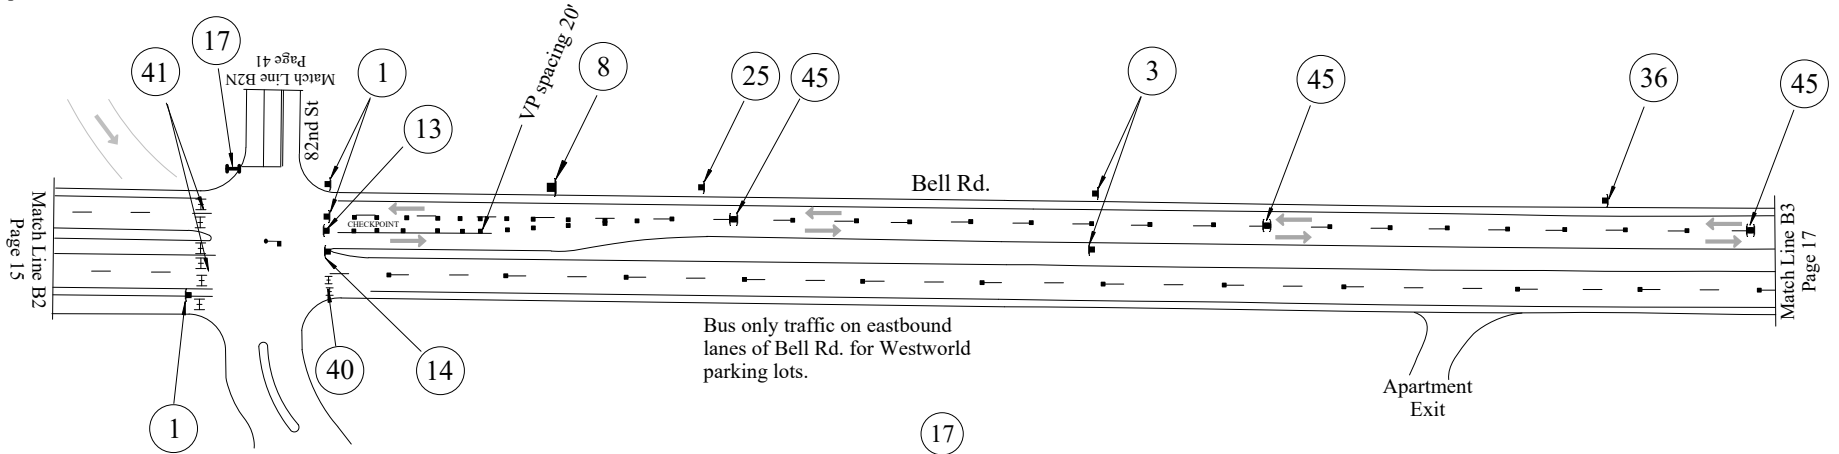 17
41
Match Line B2N
Page 41
82nd St
1
13
VP spacing 20'
8
25
45
3
45
36
45
Bell Rd.
CHECKPOINT
Match Line B2
Page 15
Match Line B3
Page 17
Bus only traffic on eastbound
lanes of Bell Rd. for Westworld
parking lots.
1
40
14
Apartment
Exit
17